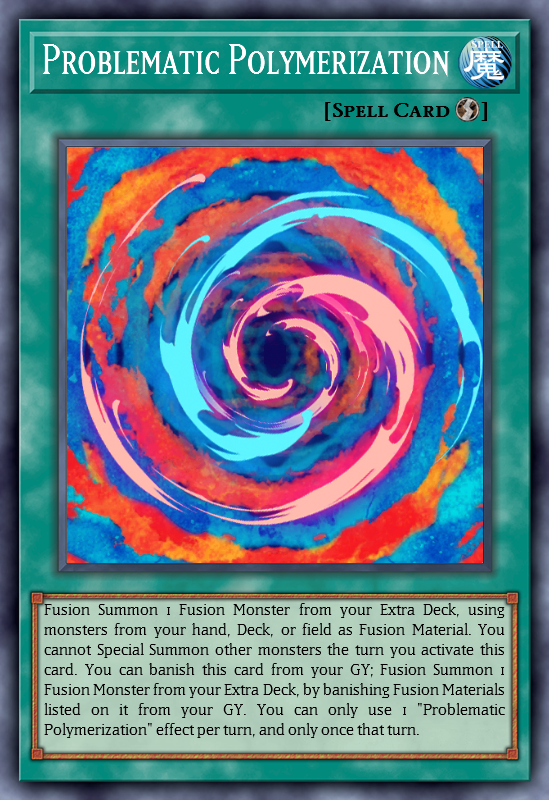 PROBLEMATIC POLYMERIZATION
SPELL
魔
[SPELL CARD]
Fusion Summon 1 Fusion Monster from your Extra Deck, using
monsters from your hand, Deck, or field as Fusion Material. You
cannot Special Summon other monsters the turn you activate this
card. You can banish this card from your GY; Fusion Summon 1
Fusion Monster from your Extra Deck, by banishing Fusion Materials
listed on it from your GY. You can only use 1 "Problematic
Polymerization" effect per turn, and only once that turn.